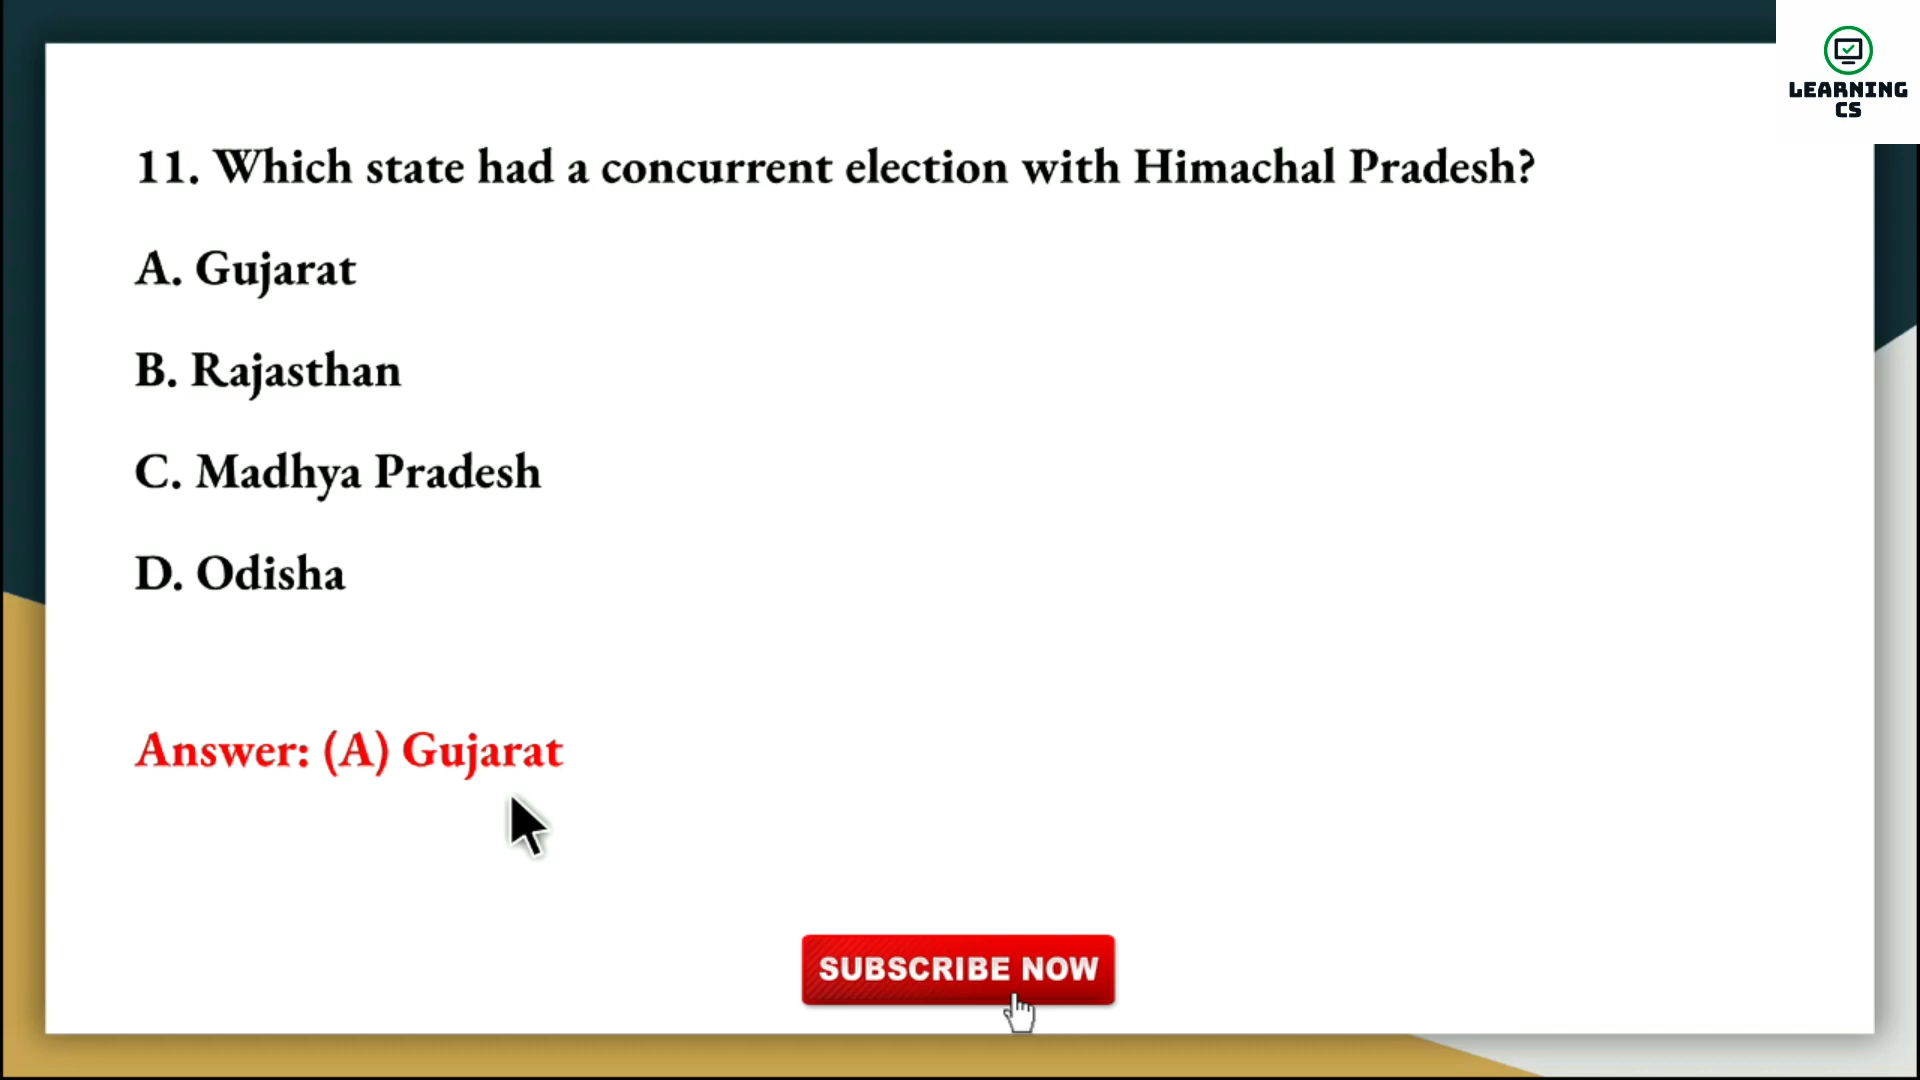 LEARNING
CS
11. Which state had a concurrent election with Himachal Pradesh?
A. Gujarat
B. Rajasthan
C. Madhya Pradesh
D. Odisha
Answer: (A) Gujarat
SUBSCRIBE NOW